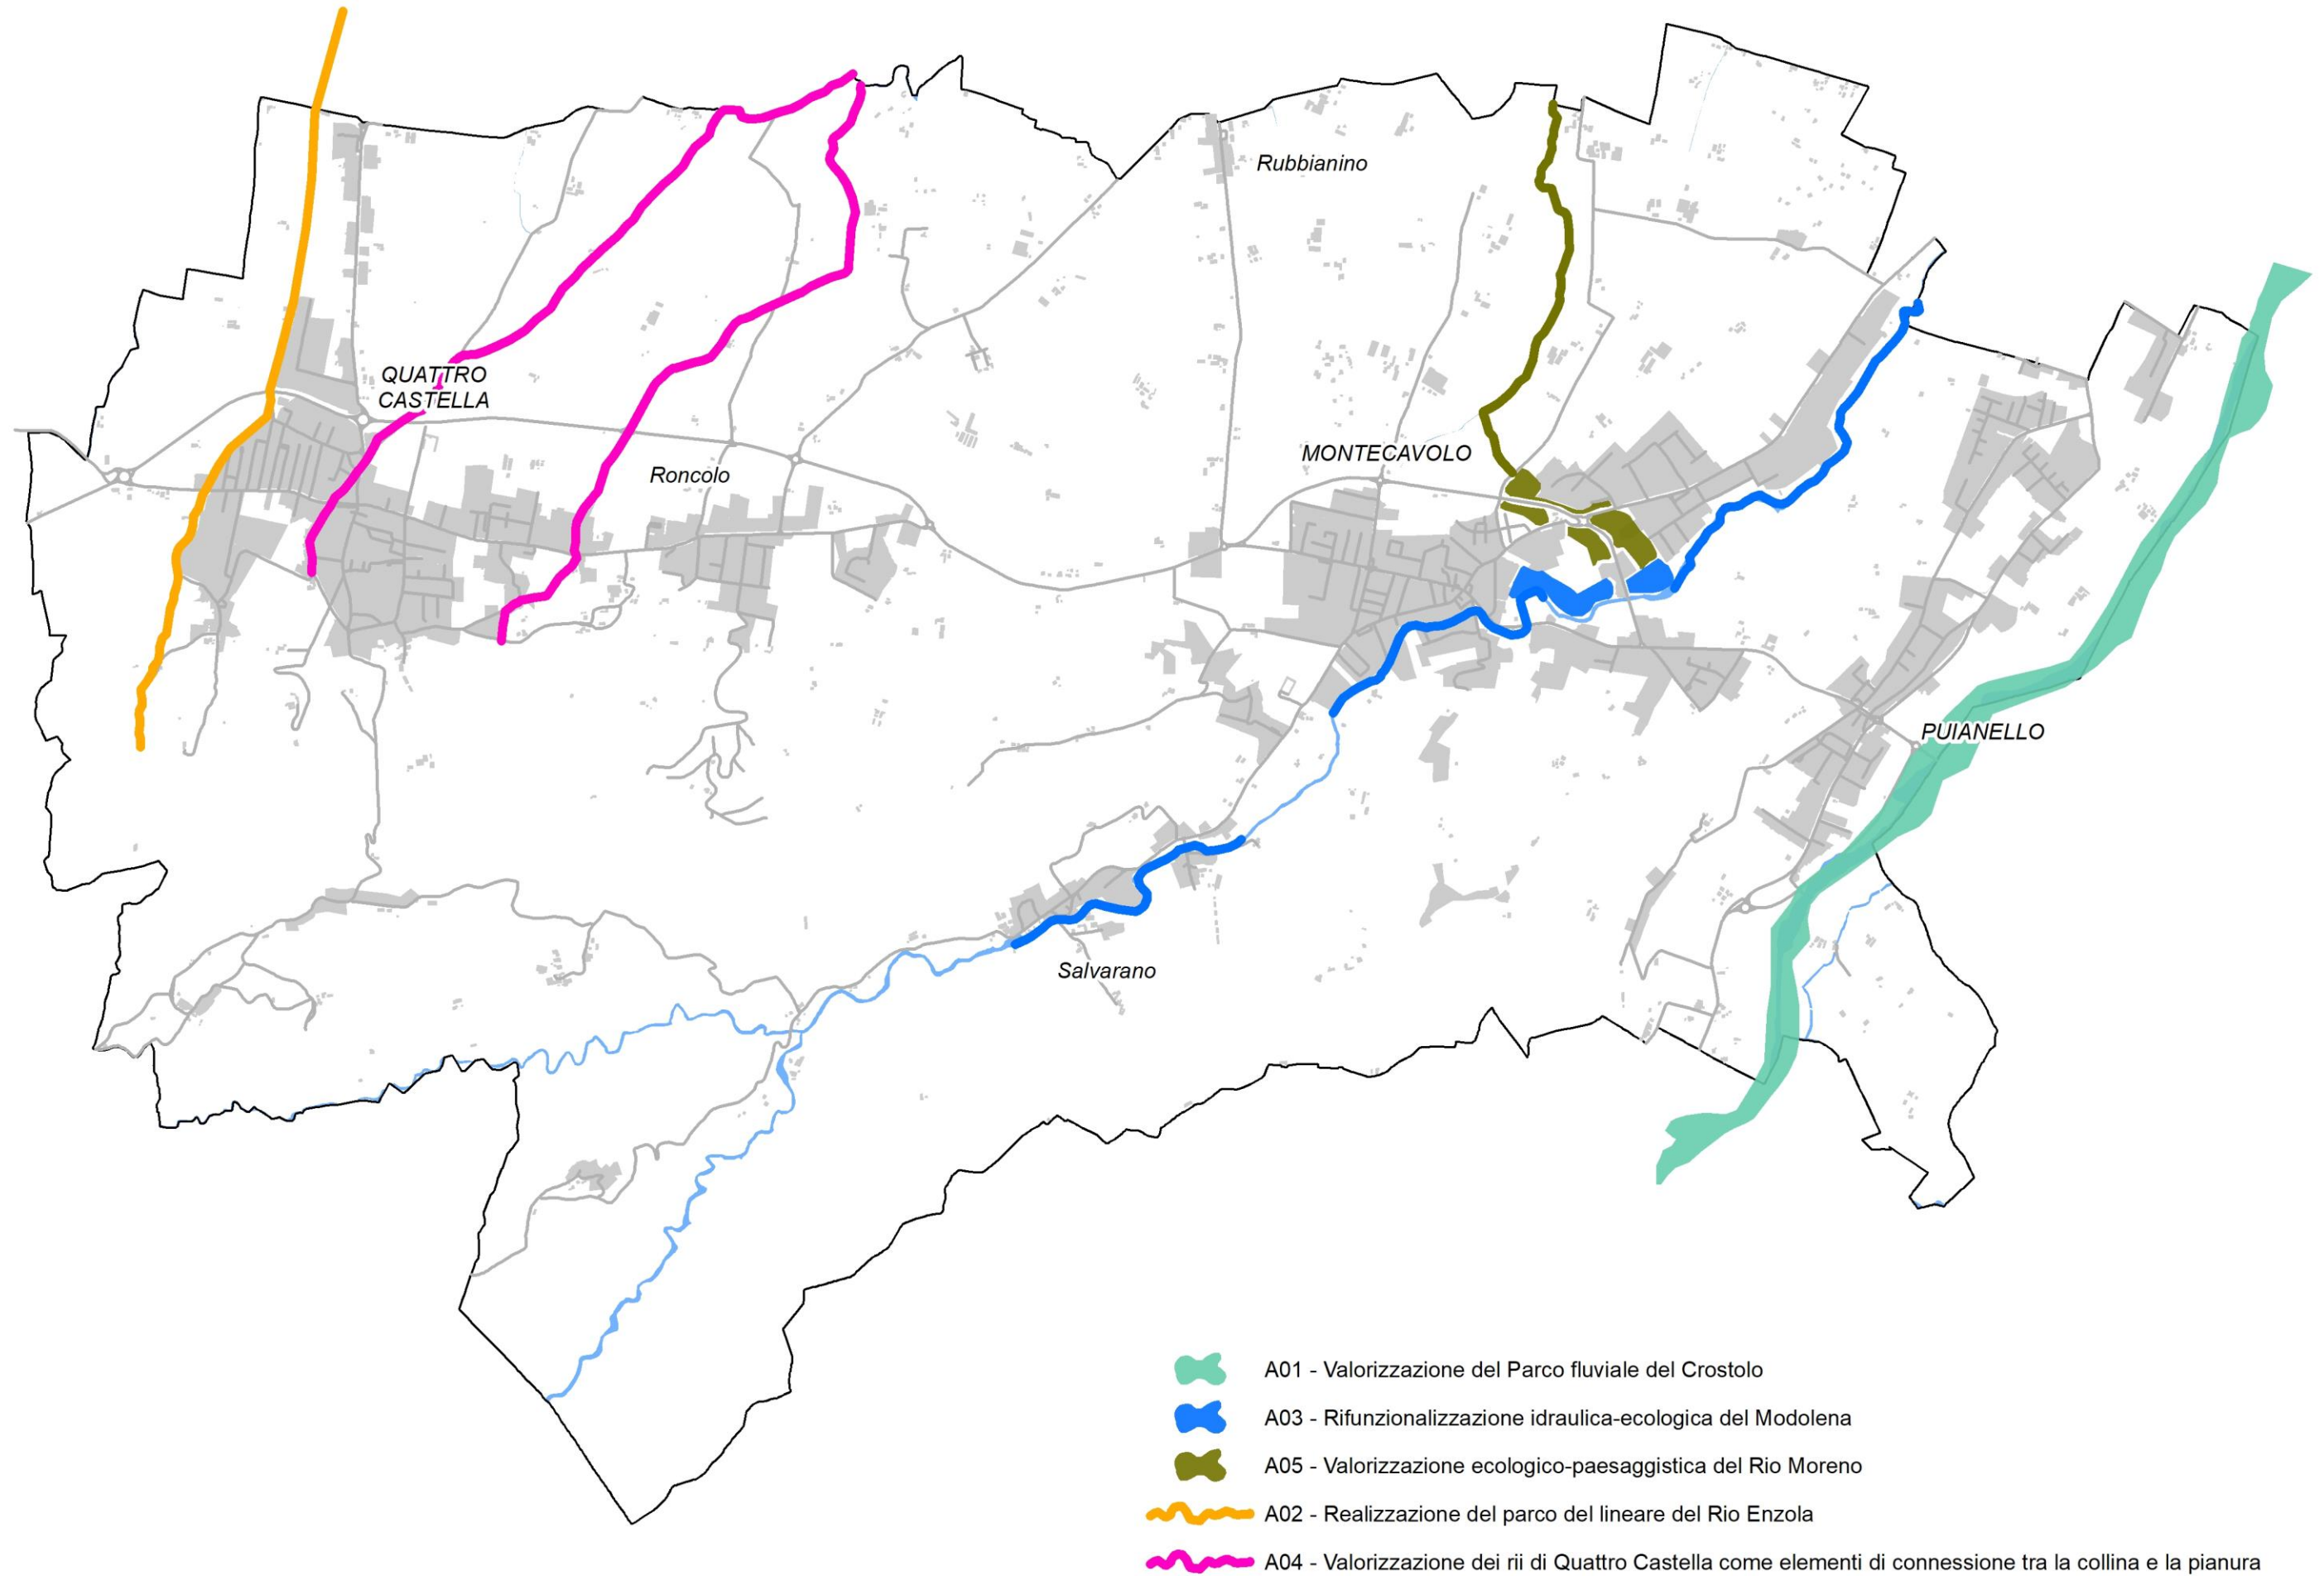 Rubbianino
QUATTRO
CASTELLA
MONTECAVOLO
Roncolo
PUIANELLO
Salvarano
A01 - Valorizzazione del Parco fluviale del Crostolo
A03 - Rifunzionalizzazione idraulica-ecologica del Modolena
A05 - Valorizzazione ecologico-paesaggistica del Rio Moreno
A02 - Realizzazione del parco del lineare del Rio Enzola
A04 - Valorizzazione dei rii di Quattro Castella come elementi di connessione tra la collina e la pianura